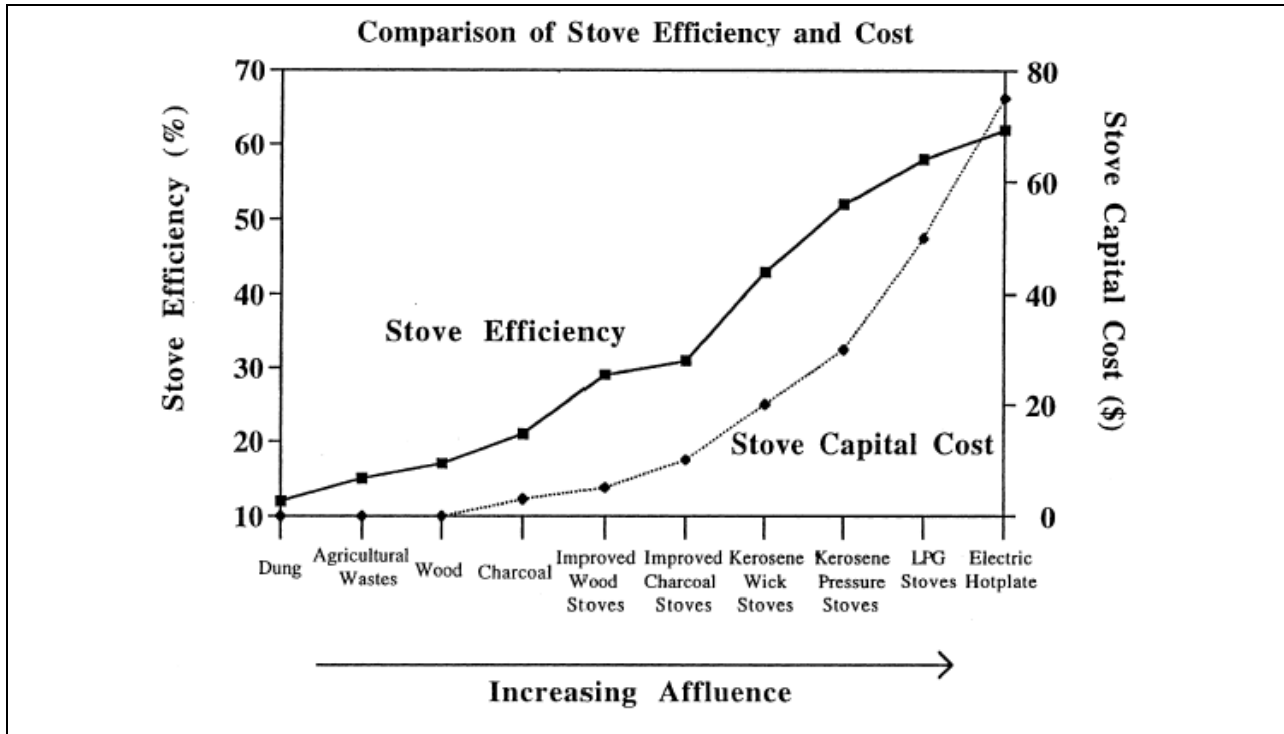 Comparison of Stove Efficiency and Cost
70
60
50
40
30
20
10
Stove Efficiency (%)
80
60
40
20
0
Stove Capital Cost ($)
Stove Efficiency
Stove Capital Cost
Dung
Agricultural
Wastes
Wood
Charcoal
Improved
Wood
Stoves
Improved
Charcoal
Stoves
Kerosene
Wick
Stoves
Kerosene
Pressure
Stoves
LPG
Stoves
Electric
Hotplate
Increasing Affluence